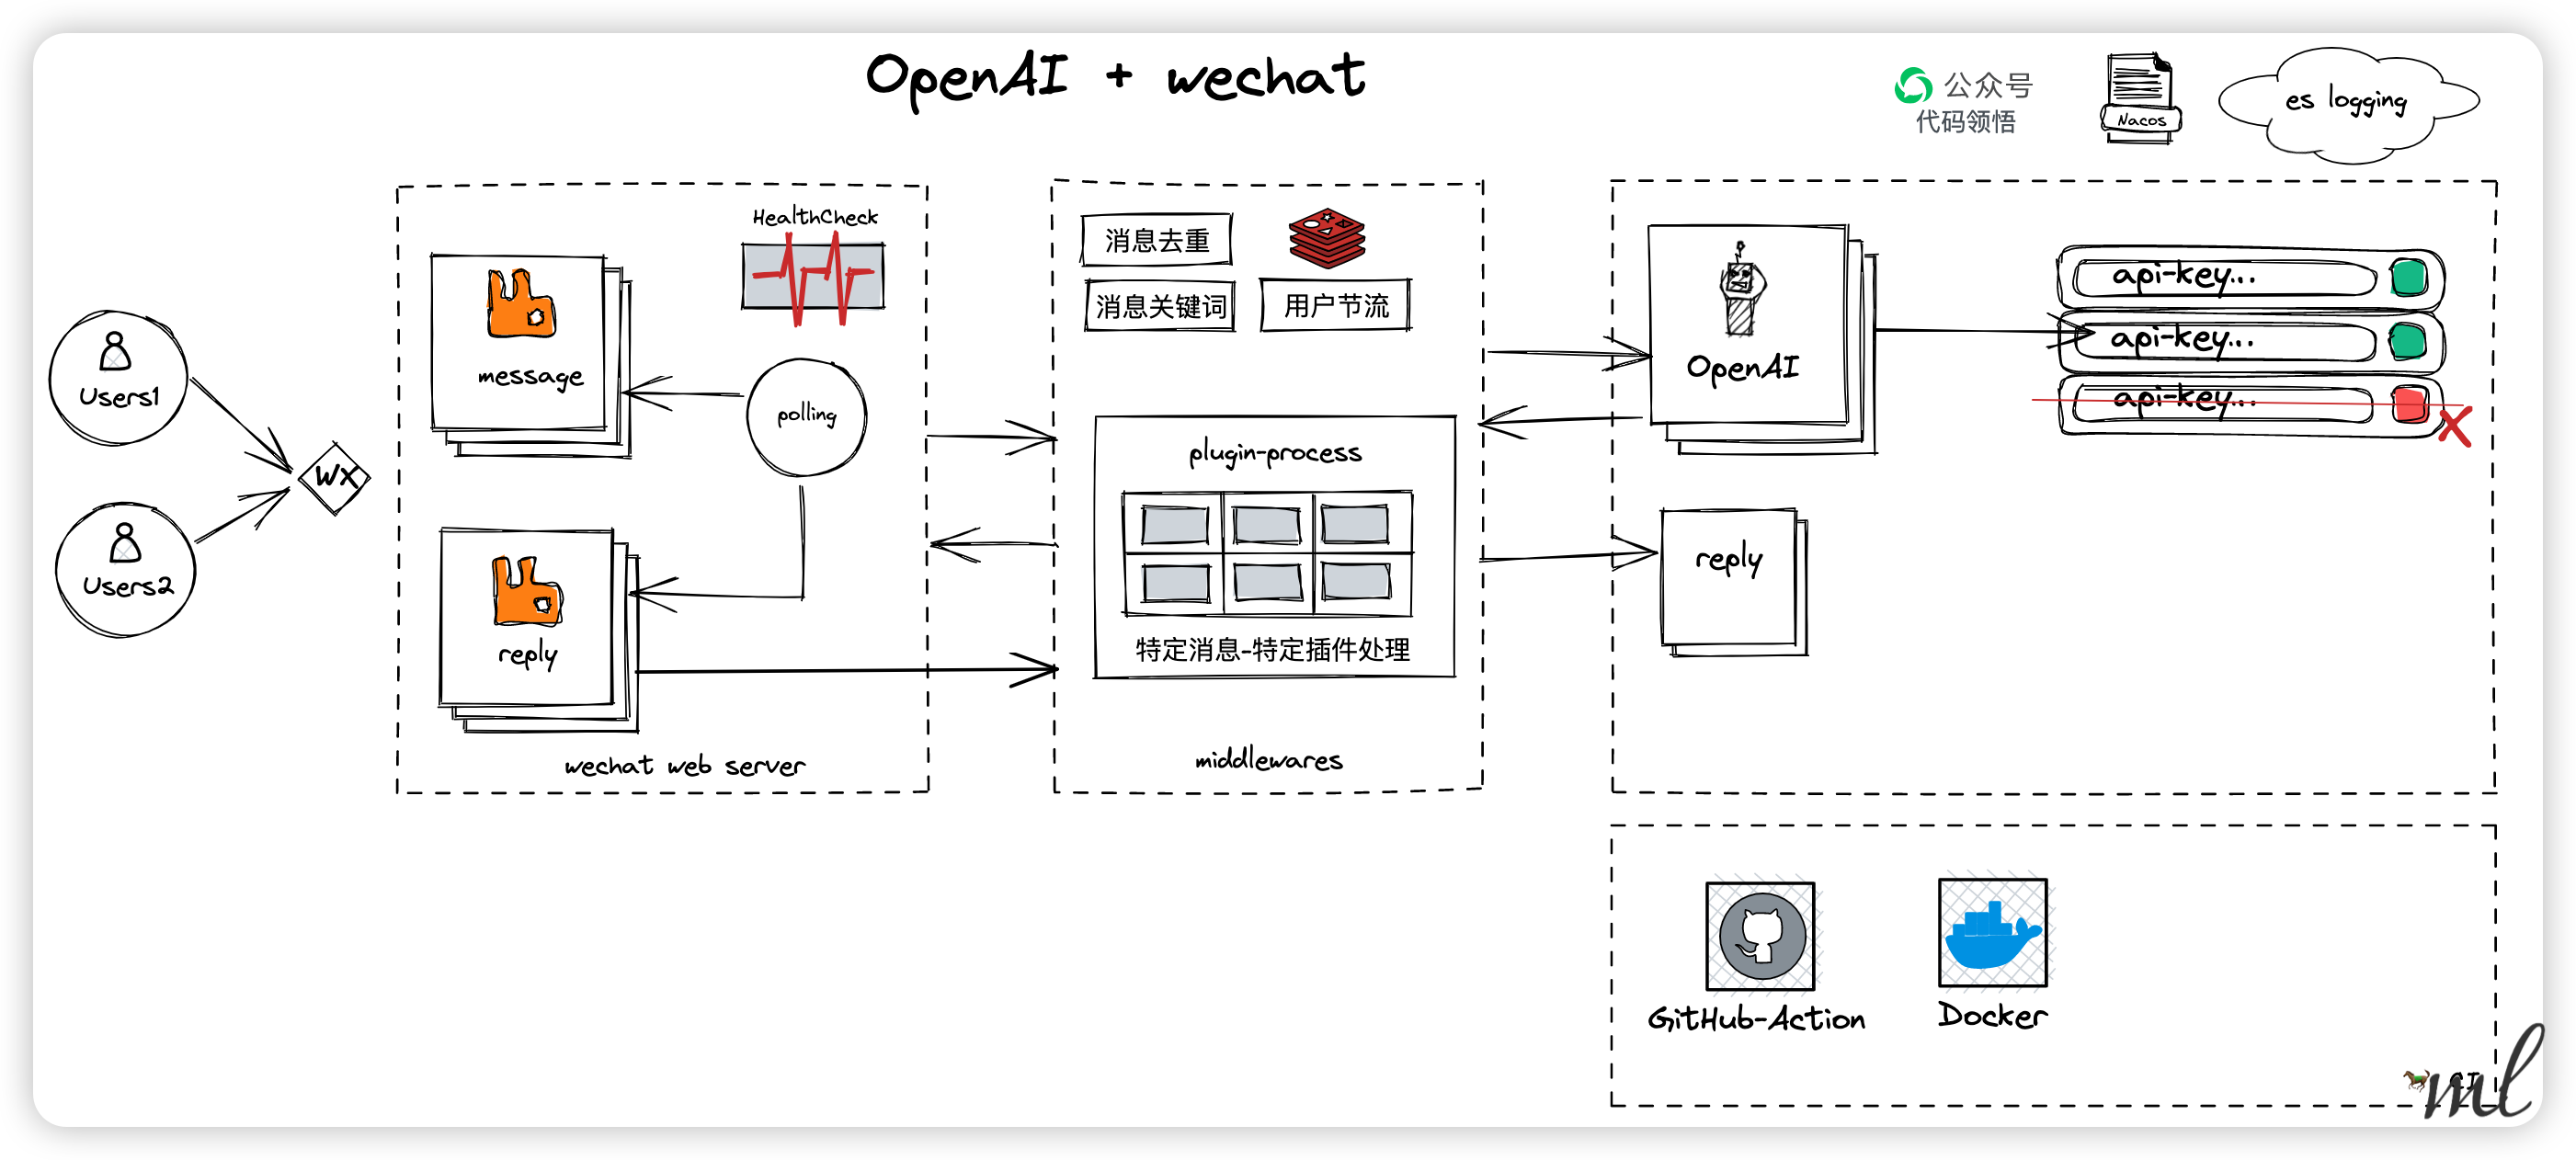 OpenAI + wechat
公众号
代码领悟
Nacos
es logging
Users1
Users2
WX
HealthCheck
message
polling
reply
wechat web server
消息去重
消息关键词
用户节流
plugin-process
特定消息-特定插件处理
middlewares
OpenAI
api-key...
api-key...
api-key...
reply
GitHub-Action
Docker
CI
ml